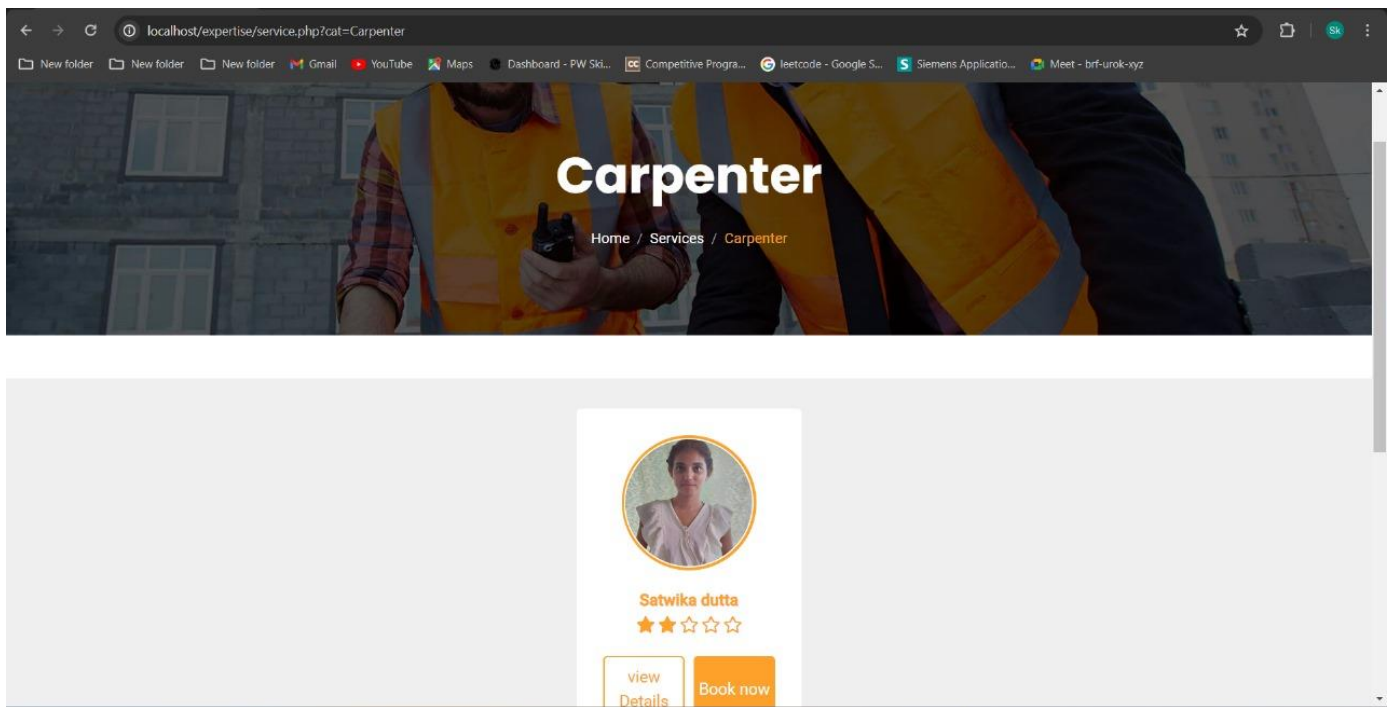 localhost/expertise/service.php?cat=Carpenter
Sk
New folder New folder New folder Gmail YouTube Maps Dashboard - PW Ski... Competitive Progra... leetcode - Google S... Siemens Applicatio... Meet - brf-urok-xyz
Carpenter
Home / Services / Carpenter
Satwika dutta
view
Details
Book now